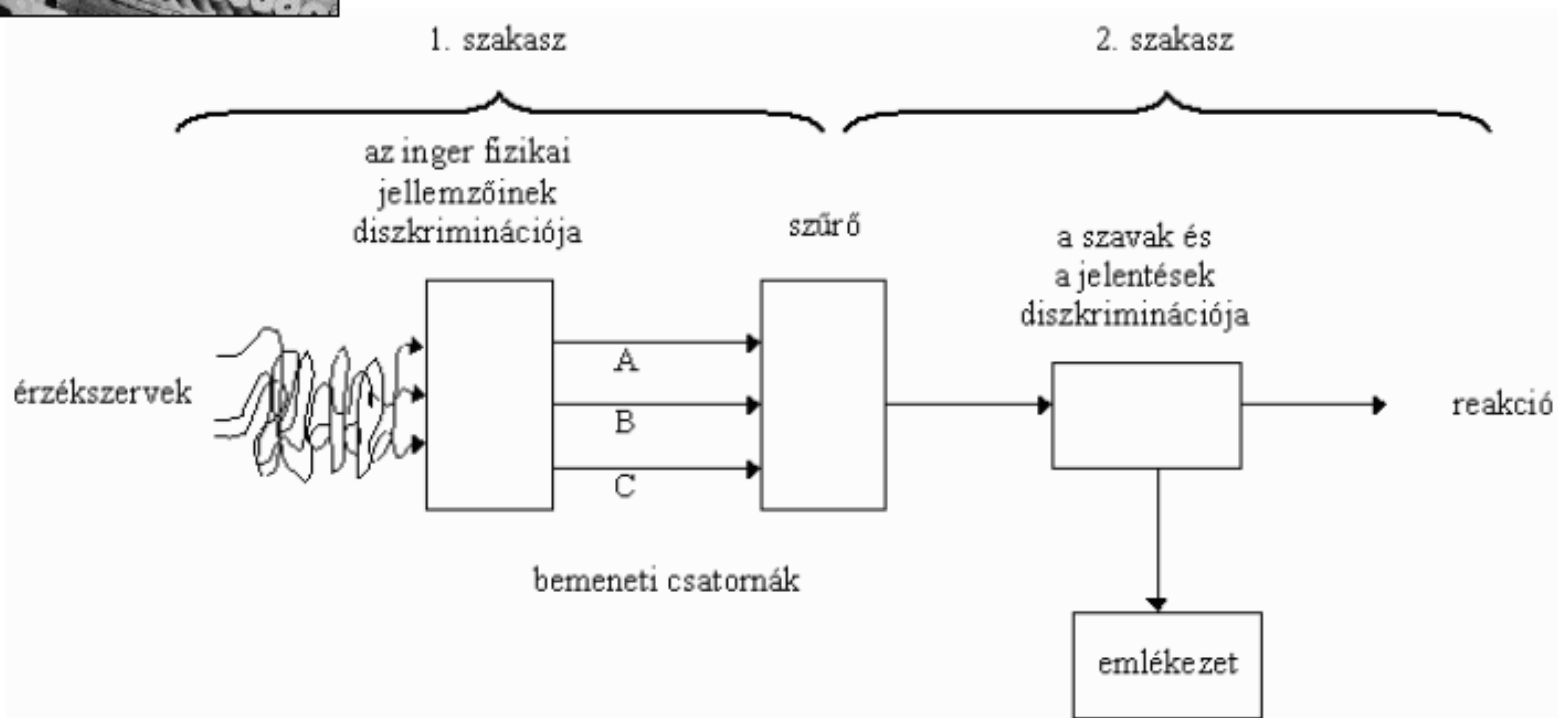 1. szakasz
2. szakasz
az inger fizikai
jellemzőinek
diszkriminációja
szűrő
a szavak és
a jelentések
diszkriminációja
érzékszervek
A
B
C
reakció
bemeneti csatornák
emlékezet